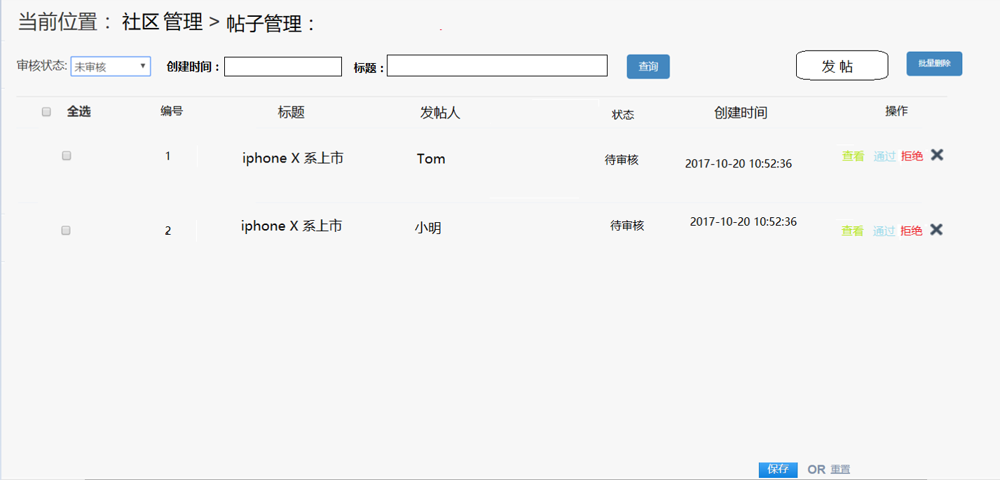 当前位置： 社区管理 > 帖子管理：
审核状态: 未审核 创建时间： 标题： 查询 发 帖 批量删除
全选 编号 标题 发帖人 状态 创建时间 操作
1 iphone X 系上市 Tom 待审核 2017-10-20 10:52:36 查看 通过 拒绝
2 iphone X 系上市 小明 待审核 2017-10-20 10:52:36 查看 通过 拒绝
保存 OR 重置